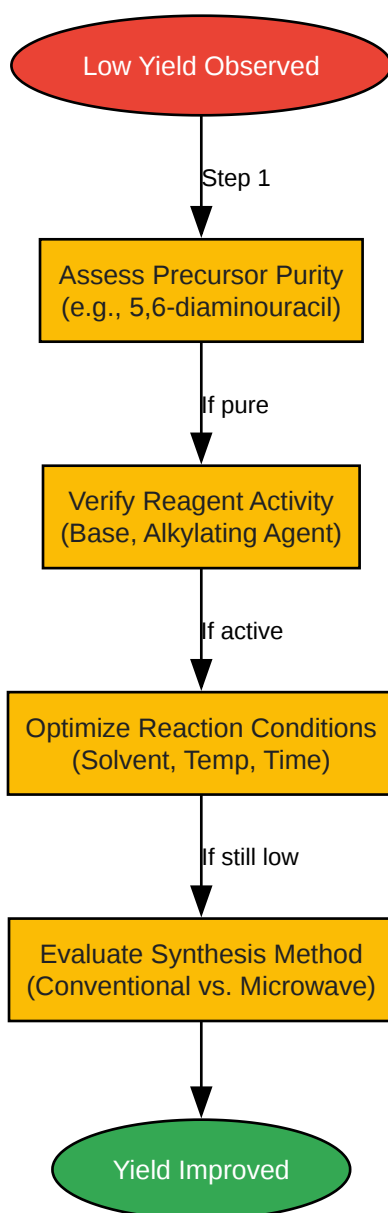 Low Yield Observed
Step 1
Assess Precursor Purity
(e.g., 5,6-diaminouracil)
If pure
Verify Reagent Activity
(Base, Alkylating Agent)
If active
Optimize Reaction Conditions
(Solvent, Temp, Time)
If still low
Evaluate Synthesis Method
(Conventional vs. Microwave)
Yield Improved